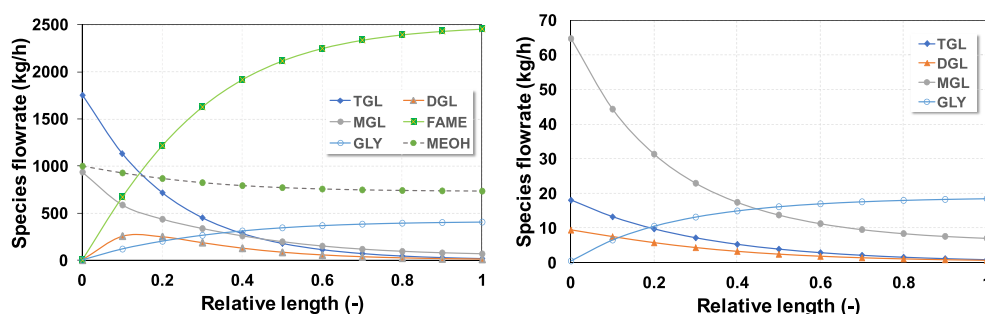 Species flowrate (kg/h)
2500
2000
1500
1000
500
0
TGL DGL
MGL FAME
GLY MEOH
0 0.2 0.4 0.6 0.8 1
Relative length (-)
Species flowrate (kg/h)
70
60
50
40
30
20
10
0
TGL
DGL
MGL
GLY
0 0.2 0.4 0.6 0.8 1
Relative length (-)